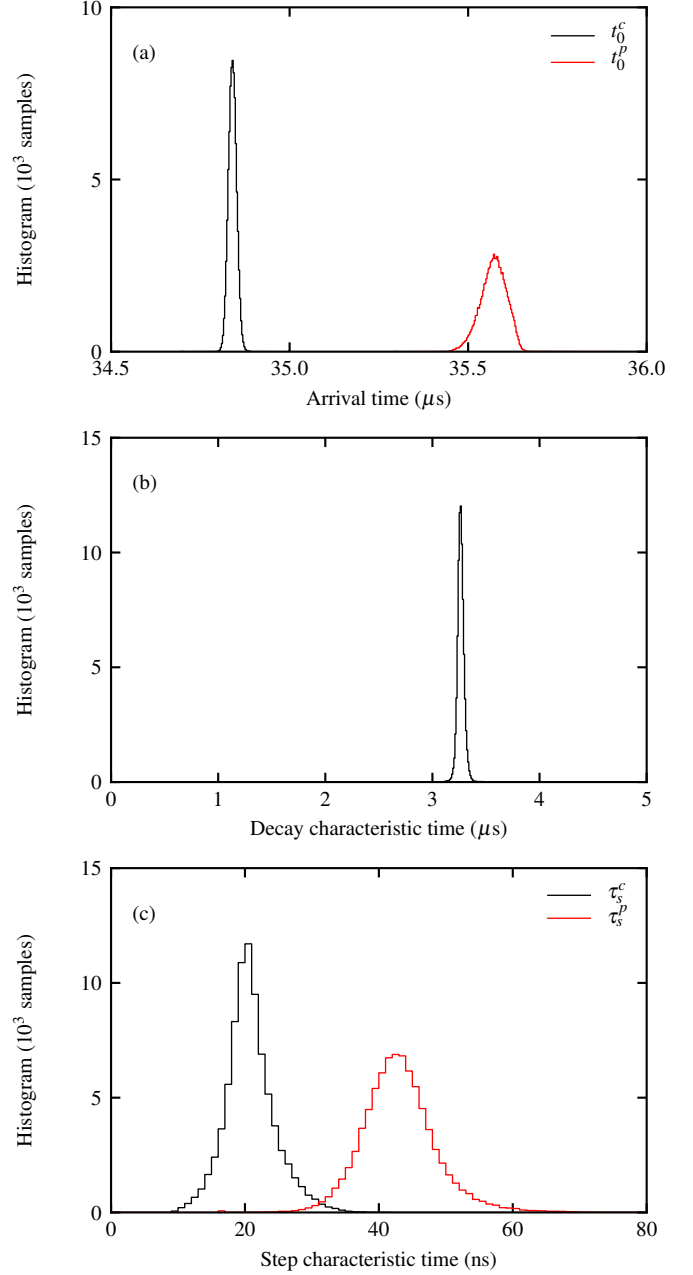 10
(a)
t_0^c
t_0^p
Histogram (10^3 samples)
5
0
34.5 35.0 35.5 36.0
Arrival time (μs)
15
(b)
Histogram (10^3 samples)
10
5
0
0 1 2 3 4 5
Decay characteristic time (μs)
15
(c)
τ_s^c
τ_s^p
Histogram (10^3 samples)
10
5
0
0 20 40 60 80
Step characteristic time (ns)